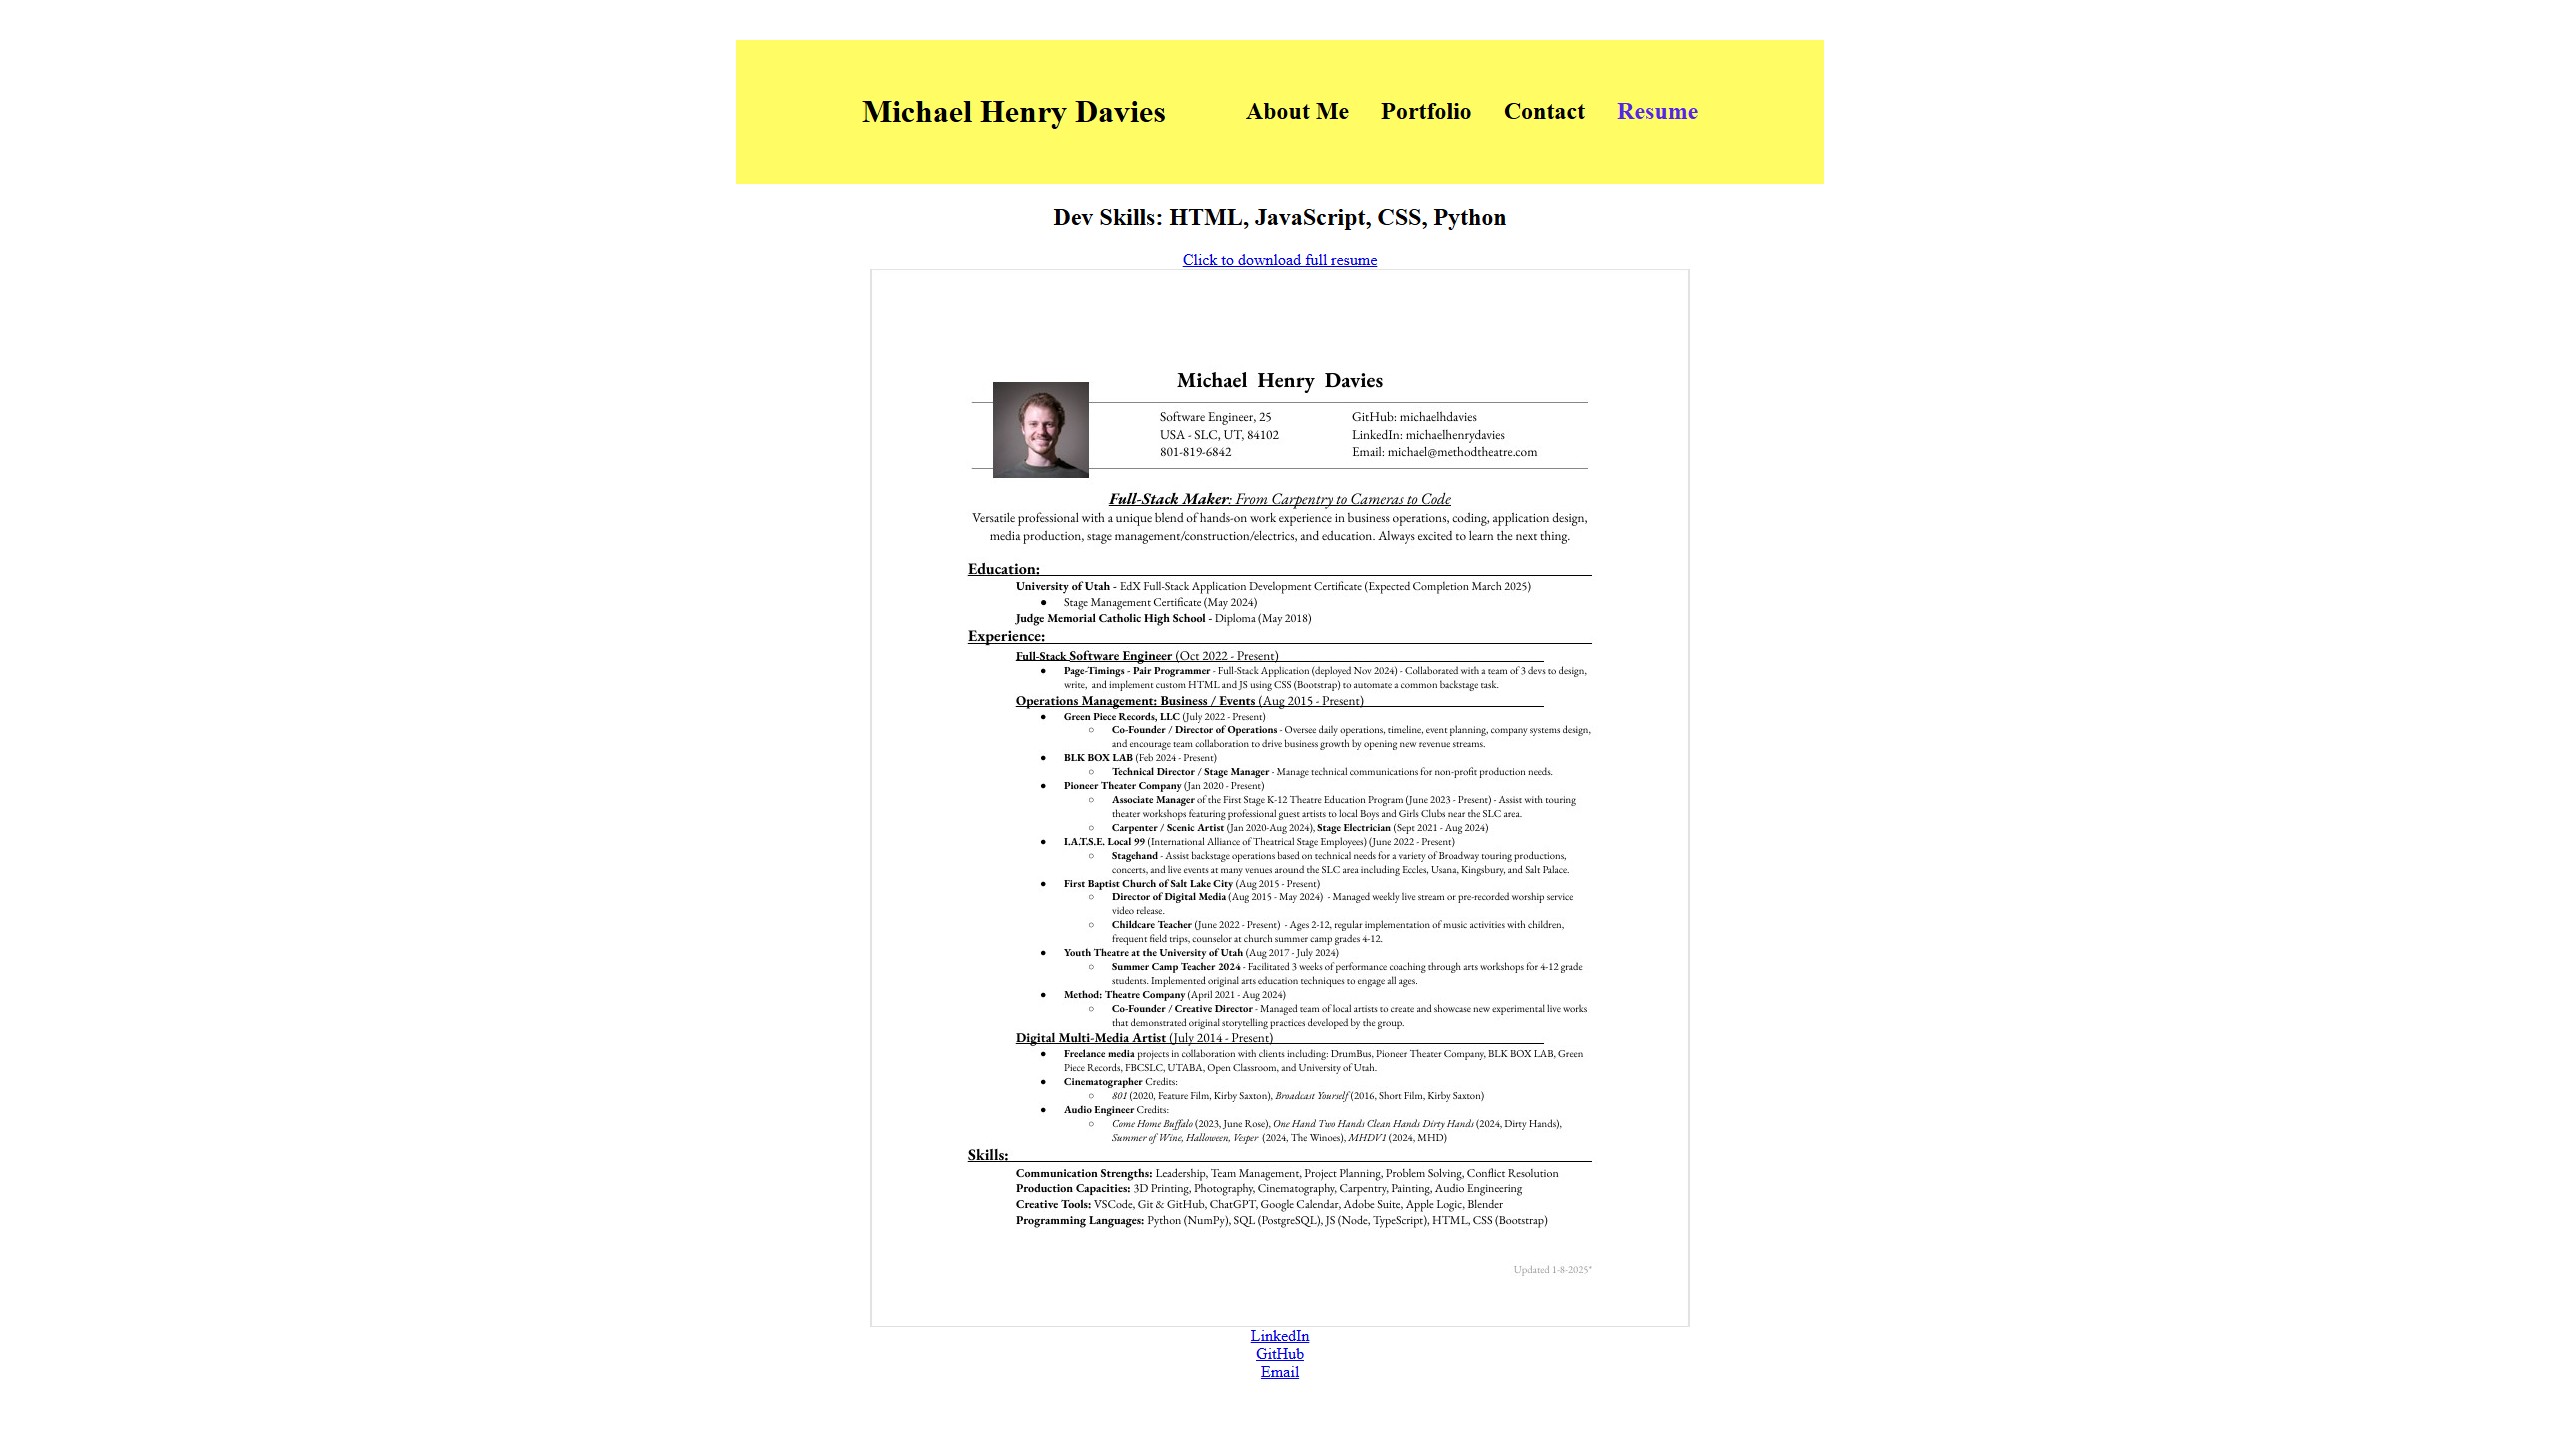 Michael Henry Davies
About Me Portfolio Contact Resume
Dev Skills: HTML, JavaScript, CSS, Python
Click to download full resume
Michael Henry Davies
Software Engineer, 25
USA - SLC, UT, 84102
801-819-6842
GitHub: michaelhdavies
LinkedIn: michaelhenrydavies
Email: michael@methodtheatre.com
Full-Stack Maker: From Carpentry to Cameras to Code
Versatile professional with a unique blend of hands-on work experience in business operations, coding, application design,
media production, stage management/construction/electrics, and education. Always excited to learn the next thing.
Education:
University of Utah - EdX Full-Stack Application Development Certificate (Expected Completion March 2025)
● Stage Management Certificate (May 2024)
Judge Memorial Catholic High School - Diploma (May 2018)
Experience:
Full-Stack Software Engineer (Oct 2022 - Present)
● Page-Timings - Pair Programmer - Full-Stack Application (deployed Nov 2024) - Collaborated with a team of 3 devs to design,
write, and implement custom HTML and JS using CSS (Bootstrap) to automate a common backstage task.
Operations Management: Business / Events (Aug 2015 - Present)
● Green Piece Records, LLC (July 2022 - Present)
○ Co-Founder / Director of Operations - Oversee daily operations, timeline, event planning, company systems design,
and encourage team collaboration to drive business growth by opening new revenue streams.
● BLK BOX LAB (Feb 2024 - Present)
○ Technical Director / Stage Manager - Manage technical communications for non-profit production needs.
● Pioneer Theater Company (Jan 2020 - Present)
○ Associate Manager of the First Stage K-12 Theatre Education Program (June 2023 - Present) - Assist with touring
theater workshops featuring professional guest artists to local Boys and Girls Clubs near the SLC area.
○ Carpenter / Scenic Artist (Jan 2020-Aug 2024), Stage Electrician (Sept 2021 - Aug 2024)
● I.A.T.S.E. Local 99 (International Alliance of Theatrical Stage Employees) (June 2022 - Present)
○ Stagehand - Assist backstage operations based on technical needs for a variety of Broadway touring productions,
concerts, and live events at many venues around the SLC area including Eccles, Usana, Kingsbury, and Salt Palace.
● First Baptist Church of Salt Lake City (Aug 2015 - Present)
○ Director of Digital Media (Aug 2015 - May 2024) - Managed weekly live stream or pre-recorded worship service
video release.
○ Childcare Teacher (June 2022 - Present) - Ages 2-12, regular implementation of music activities with children,
frequent field trips, counselor at church summer camp grades 4-12.
● Youth Theatre at the University of Utah (Aug 2017 - July 2024)
○ Summer Camp Teacher 2024 - Facilitated 3 weeks of performance coaching through arts workshops for 4-12 grade
students. Implemented original arts education techniques to engage all ages.
● Method: Theatre Company (April 2021 - Aug 2024)
○ Co-Founder / Creative Director - Managed team of local artists to create and showcase new experimental live works
that demonstrated original storytelling practices developed by the group.
Digital Multi-Media Artist (July 2014 - Present)
● Freelance media projects in collaboration with clients including: DrumBus, Pioneer Theater Company, BLK BOX LAB, Green
Piece Records, FBCSLC, UTABA, Open Classroom, and University of Utah.
● Cinematographer Credits:
○ 801 (2020, Feature Film, Kirby Saxton), Broadcast Yourself (2016, Short Film, Kirby Saxton)
● Audio Engineer Credits:
○ Come Home Buffalo (2023, June Rose), One Hand Two Hands Clean Hands Dirty Hands (2024, Dirty Hands),
Summer of Wine, Halloween, Vesper (2024, The Winoes), MHDV1 (2024, MHD)
Skills:
Communication Strengths: Leadership, Team Management, Project Planning, Problem Solving, Conflict Resolution
Production Capacities: 3D Printing, Photography, Cinematography, Carpentry, Painting, Audio Engineering
Creative Tools: VSCode, Git & GitHub, ChatGPT, Google Calendar, Adobe Suite, Apple Logic, Blender
Programming Languages: Python (NumPy), SQL (PostgreSQL), JS (Node, TypeScript), HTML, CSS (Bootstrap)
Updated 1-8-2025*
LinkedIn
GitHub
Email